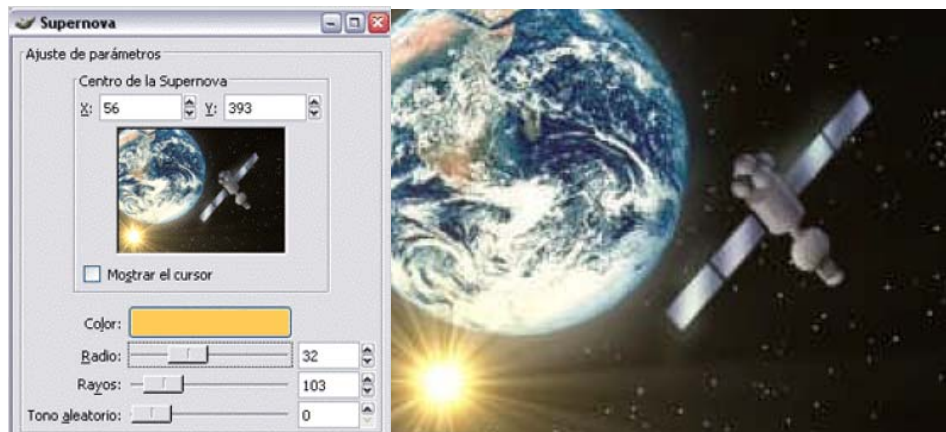 Supernova
Ajuste de parámetros
Centro de la Supernova
X: 56 Y: 393
Mostrar el cursor
Color:
Radio: 32
Rayos: 103
Tono aleatorio: 0